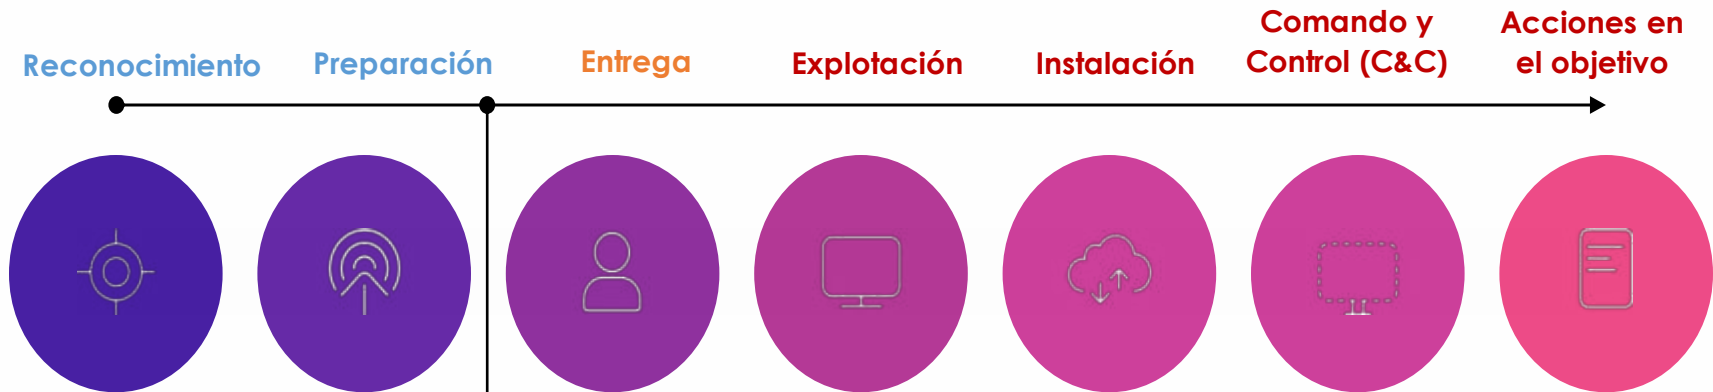 Reconocimiento
Preparación
Entrega
Explotación
Instalación
Comando y
Control (C&C)
Acciones en
el objetivo